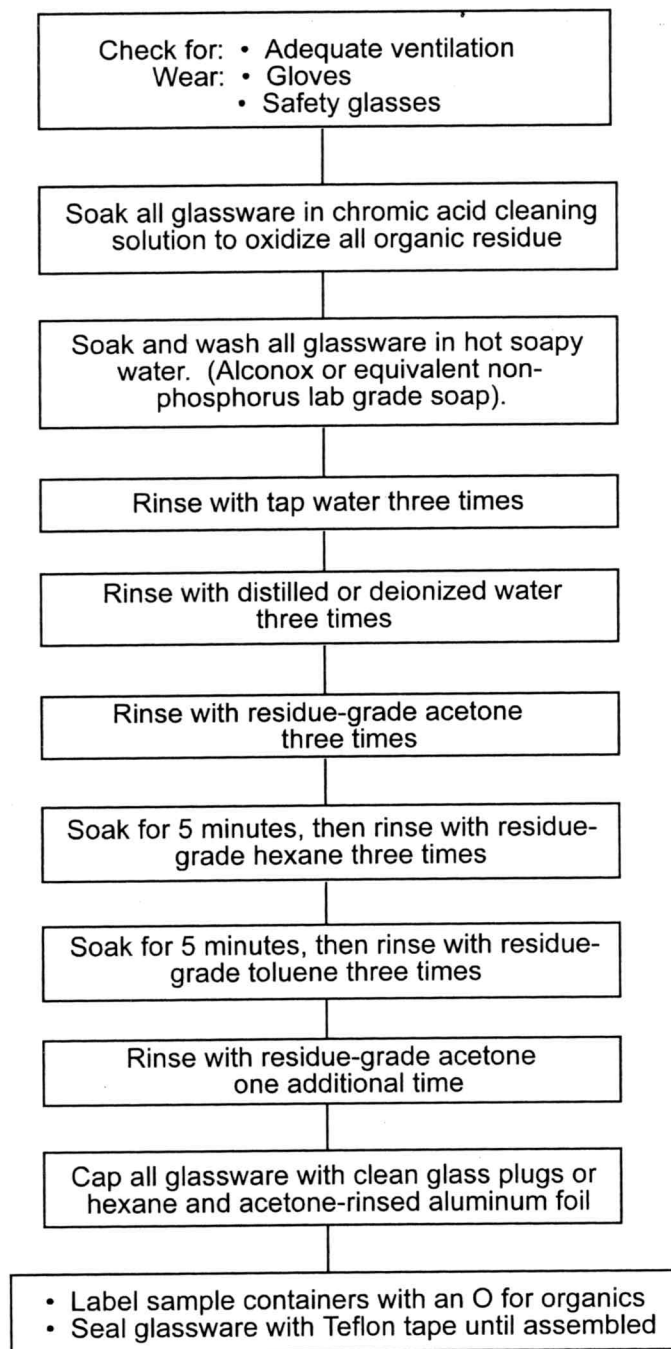 Check for: • Adequate ventilation
Wear: • Gloves
• Safety glasses
Soak all glassware in chromic acid cleaning
solution to oxidize all organic residue
Soak and wash all glassware in hot soapy
water. (Alconox or equivalent non-
phosphorus lab grade soap).
Rinse with tap water three times
Rinse with distilled or deionized water
three times
Rinse with residue-grade acetone
three times
Soak for 5 minutes, then rinse with residue-
grade hexane three times
Soak for 5 minutes, then rinse with residue-
grade toluene three times
Rinse with residue-grade acetone
one additional time
Cap all glassware with clean glass plugs or
hexane and acetone-rinsed aluminum foil
• Label sample containers with an O for organics
• Seal glassware with Teflon tape until assembled